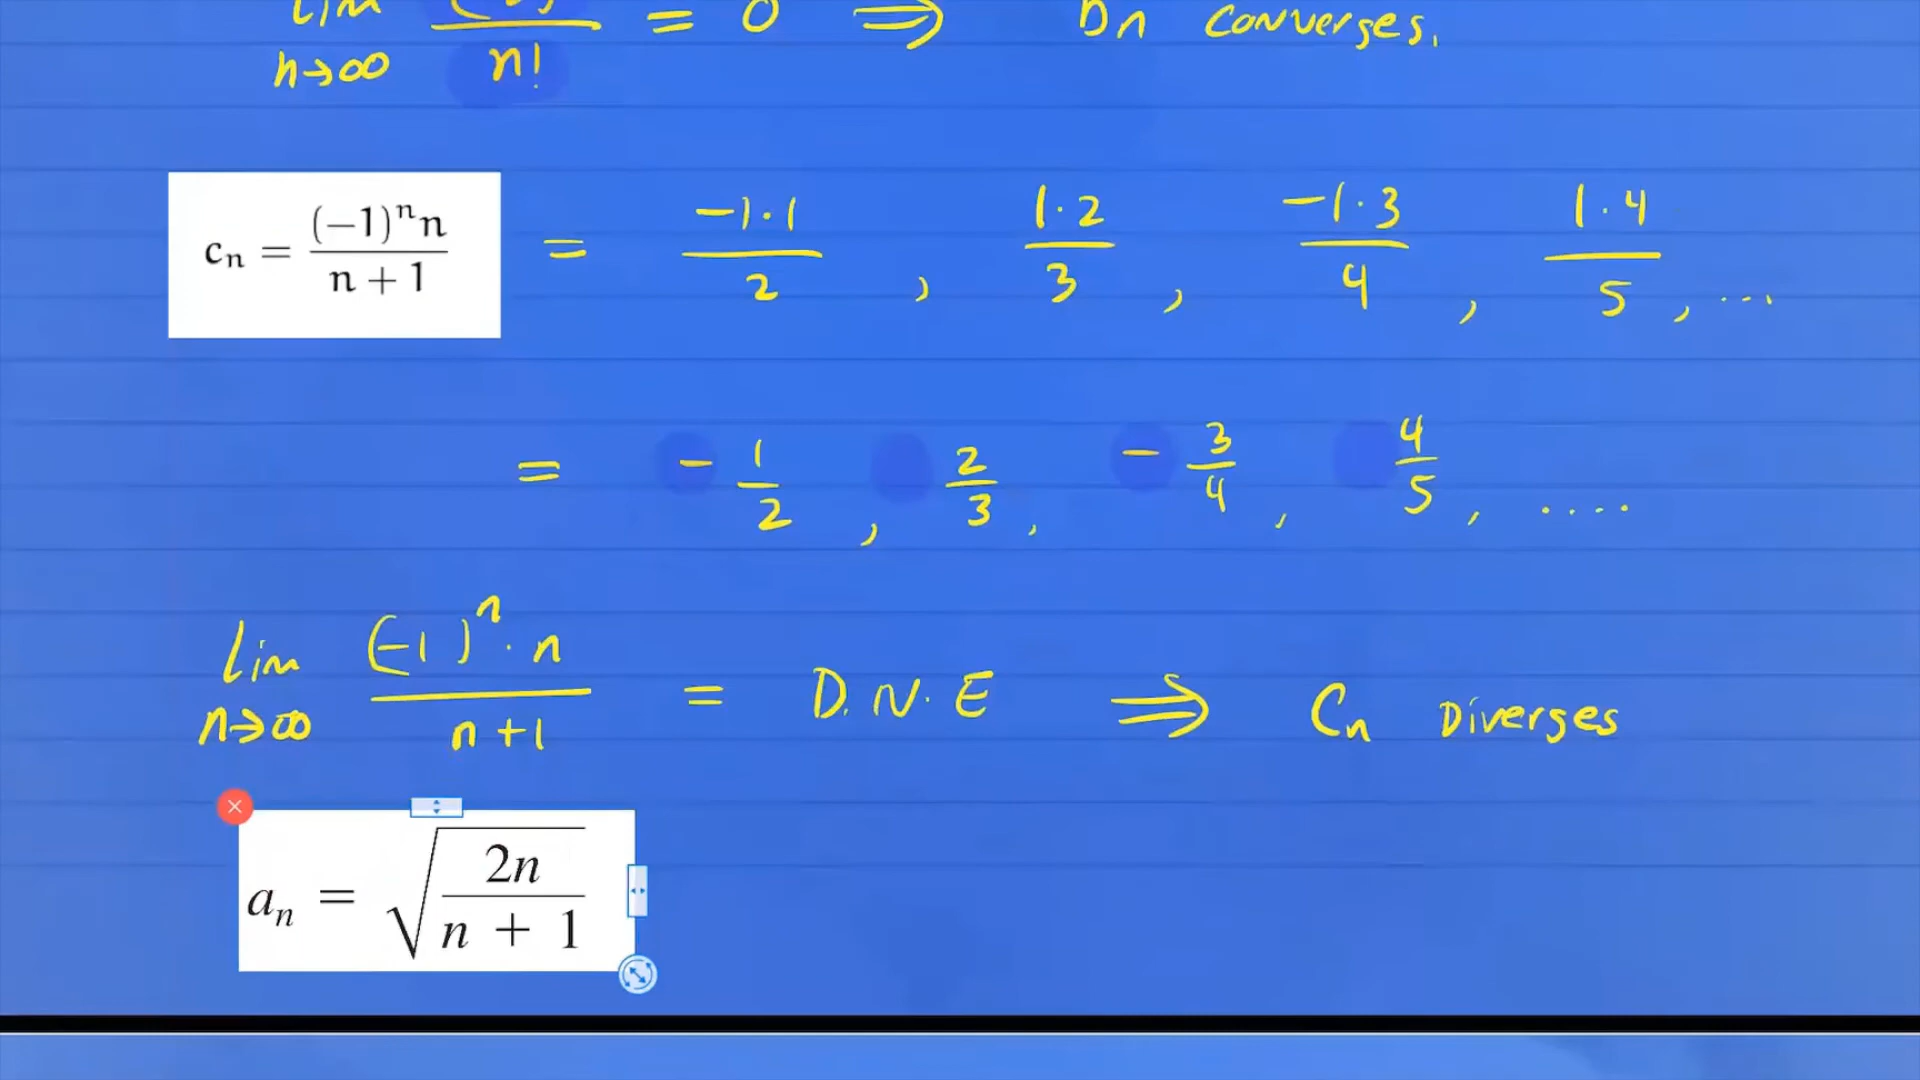 lim n→∞ / n! = 0 ⟹ bn converges.
cn = (−1)ⁿn / n + 1 = −1·1 / 2 , 1·2 / 3 , −1·3 / 4 , 1·4 / 5 , ...
= − 1/2 , 2/3 , − 3/4 , 4/5 , ....
lim n→∞ (−1)ⁿ · n / n+1 = D.N.E ⟹ Cn Diverges
an = √(2n / n + 1)